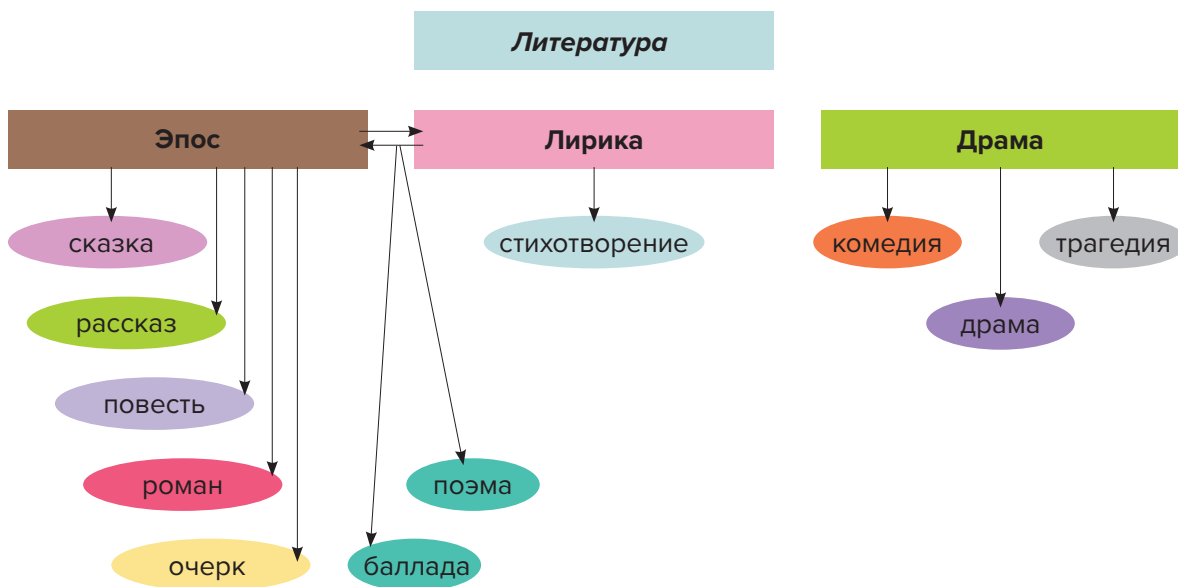 Литература
Эпос
Лирика
Драма
сказка
стихотворение
комедия
трагедия
рассказ
драма
повесть
роман
поэма
очерк
баллада